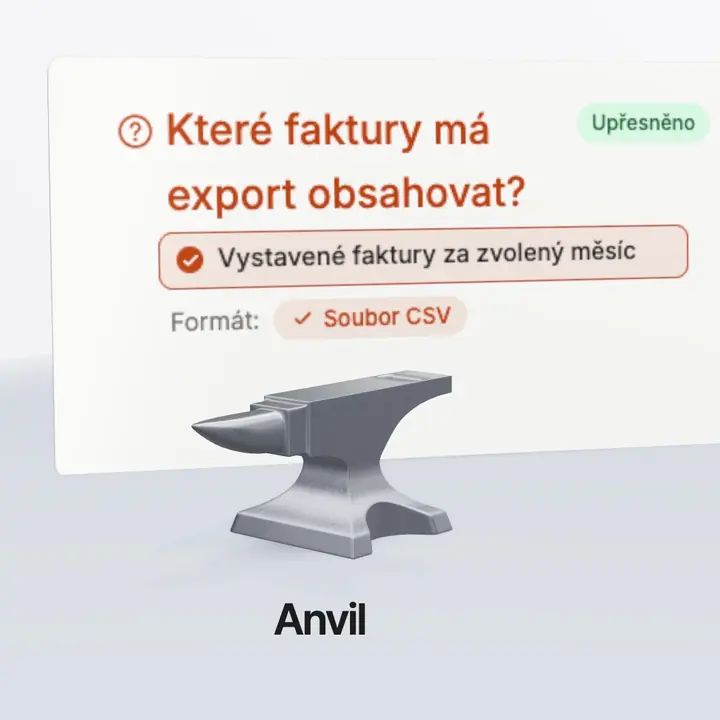 Které faktury má
export obsahovat?
Upřesněno
Vystavené faktury za zvolený měsíc
Formát: Soubor CSV
Anvil